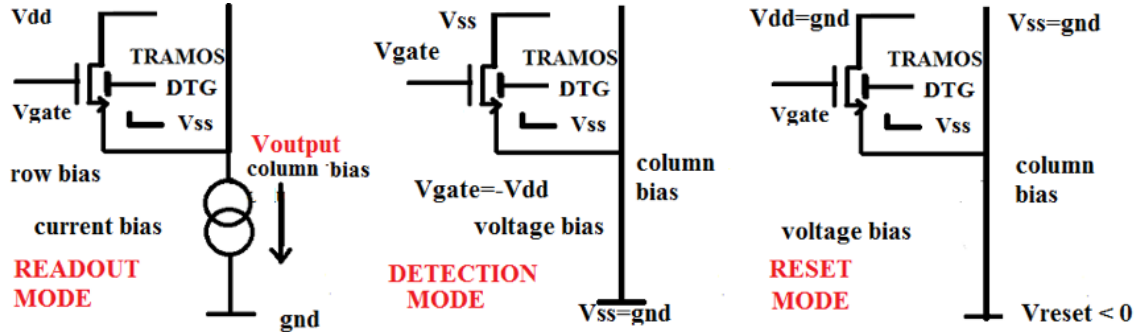 Vdd
TRAMOS
DTG
Vgate
Vss
Voutput
row bias
column bias
current bias
READOUT
MODE
gnd
Vss
Vgate
TRAMOS
DTG
Vss
column
bias
Vgate=-Vdd
voltage bias
DETECTION
MODE
Vss=gnd
Vdd=gnd
Vss=gnd
TRAMOS
DTG
Vgate
Vss
column
bias
voltage bias
RESET
MODE
Vreset < 0